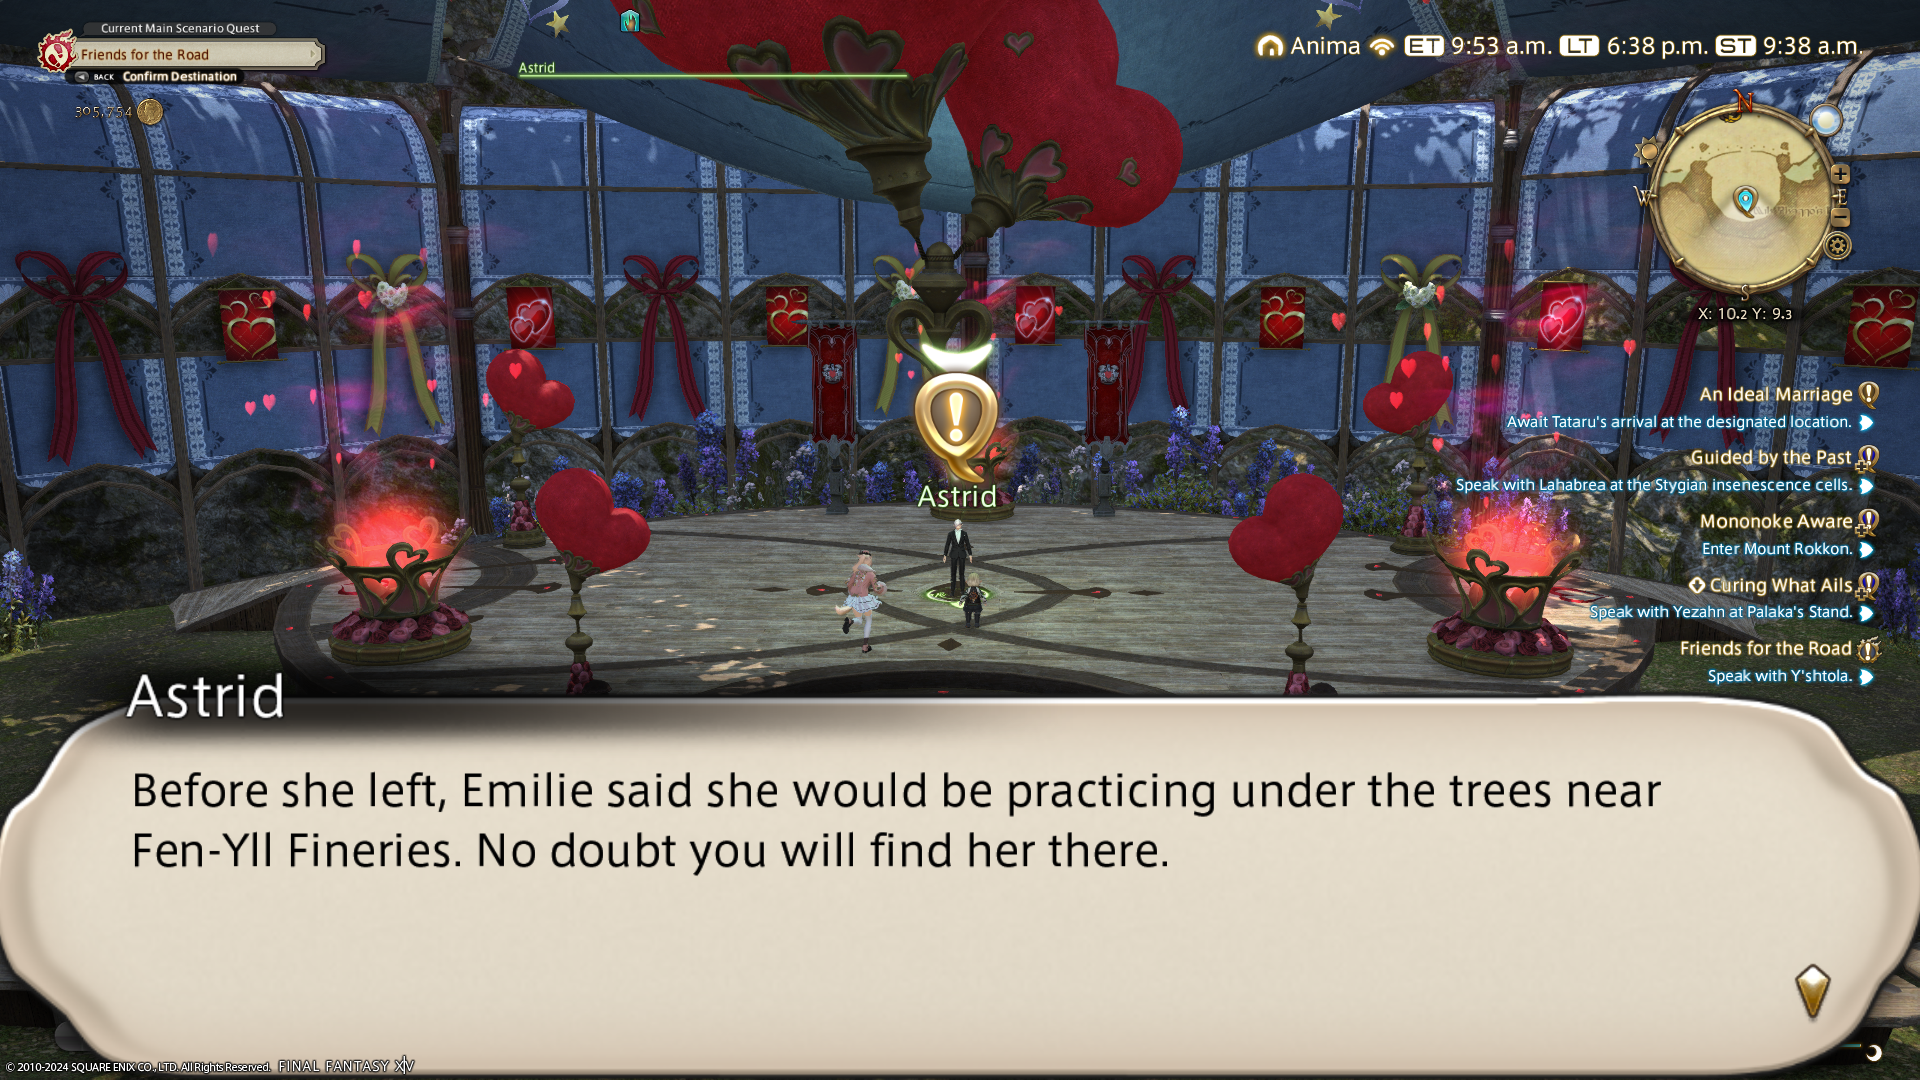 Current Main Scenario Quest
Friends for the Road
BACK Confirm Destination
395,754
Astrid
Anima ET 9:53 a.m. LT 6:38 p.m. ST 9:38 a.m.
N
W
E
S
X: 10.2 Y: 9.3
An Ideal Marriage
Await Tataru's arrival at the designated location.
Guided by the Past
Speak with Lahabrea at the Stygian insenescence cells.
Mononoke Aware
Enter Mount Rokkon.
Curing What Ails
Speak with Yezahn at Palaka's Stand.
Friends for the Road
Speak with Y'shtola.
Astrid
Astrid
Before she left, Emilie said she would be practicing under the trees near
Fen-Yll Fineries. No doubt you will find her there.
© 2010-2024 SQUARE ENIX CO., LTD. All Rights Reserved. FINAL FANTASY XIV